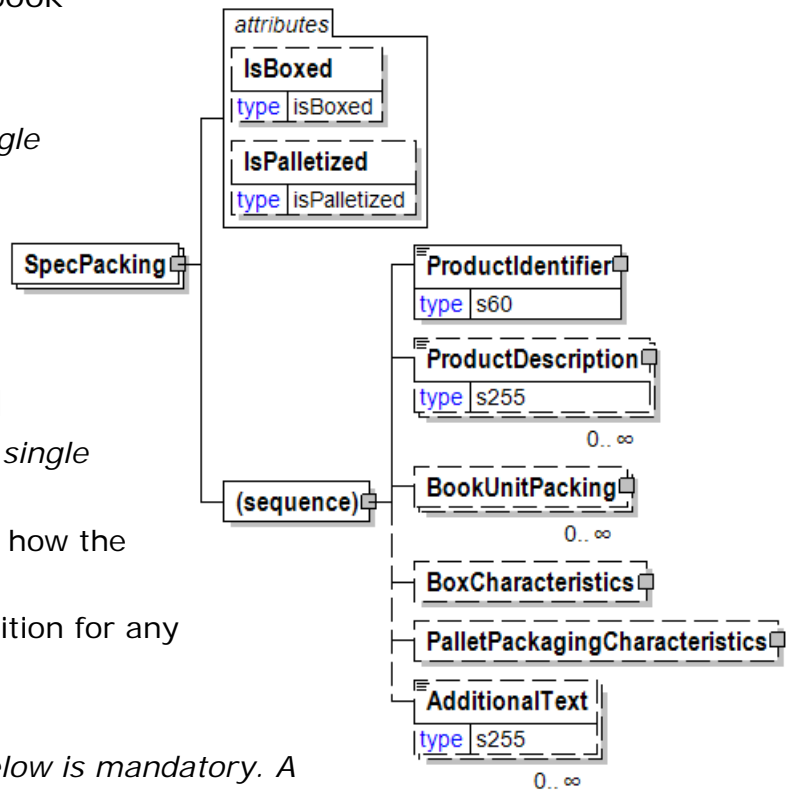 ook
attributes
IsBoxed
type isBoxed
gle
IsPalletized
type isPalletized
SpecPacking
ProductIdentifier
type s60
ProductDescription
type s255
0.. ∞
single
BookUnitPacking
(sequence)
0.. ∞
how the
BoxCharacteristics
ition for any
PalletPackagingCharacteristics
AdditionalText
type s255
elow is mandatory. A
0.. ∞